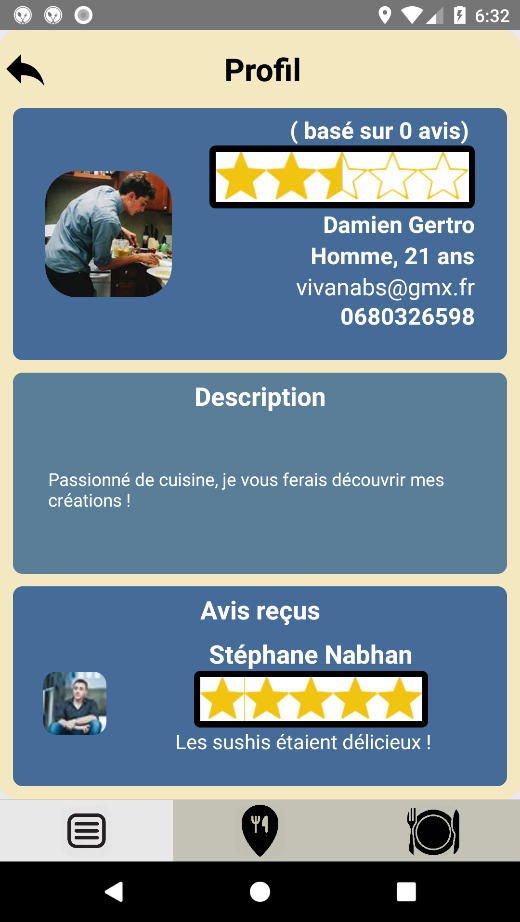 6:32
Profil
( basé sur 0 avis)
Damien Gertro
Homme, 21 ans
vivanabs@gmx.fr
0680326598
Description
Passionné de cuisine, je vous ferais découvrir mes
créations !
Avis reçus
Stéphane Nabhan
Les sushis étaient délicieux !